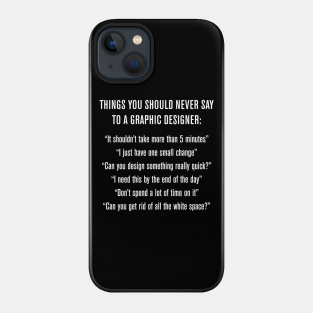 THINGS YOU SHOULD NEVER SAY
TO A GRAPHIC DESIGNER:
"It shouldn't take more than 5 minutes"
"I just have one small change"
"Can you design something really quick?"
"I need this by the end of the day"
"Don't spend a lot of time on it"
"Can you get rid of all the white space?"